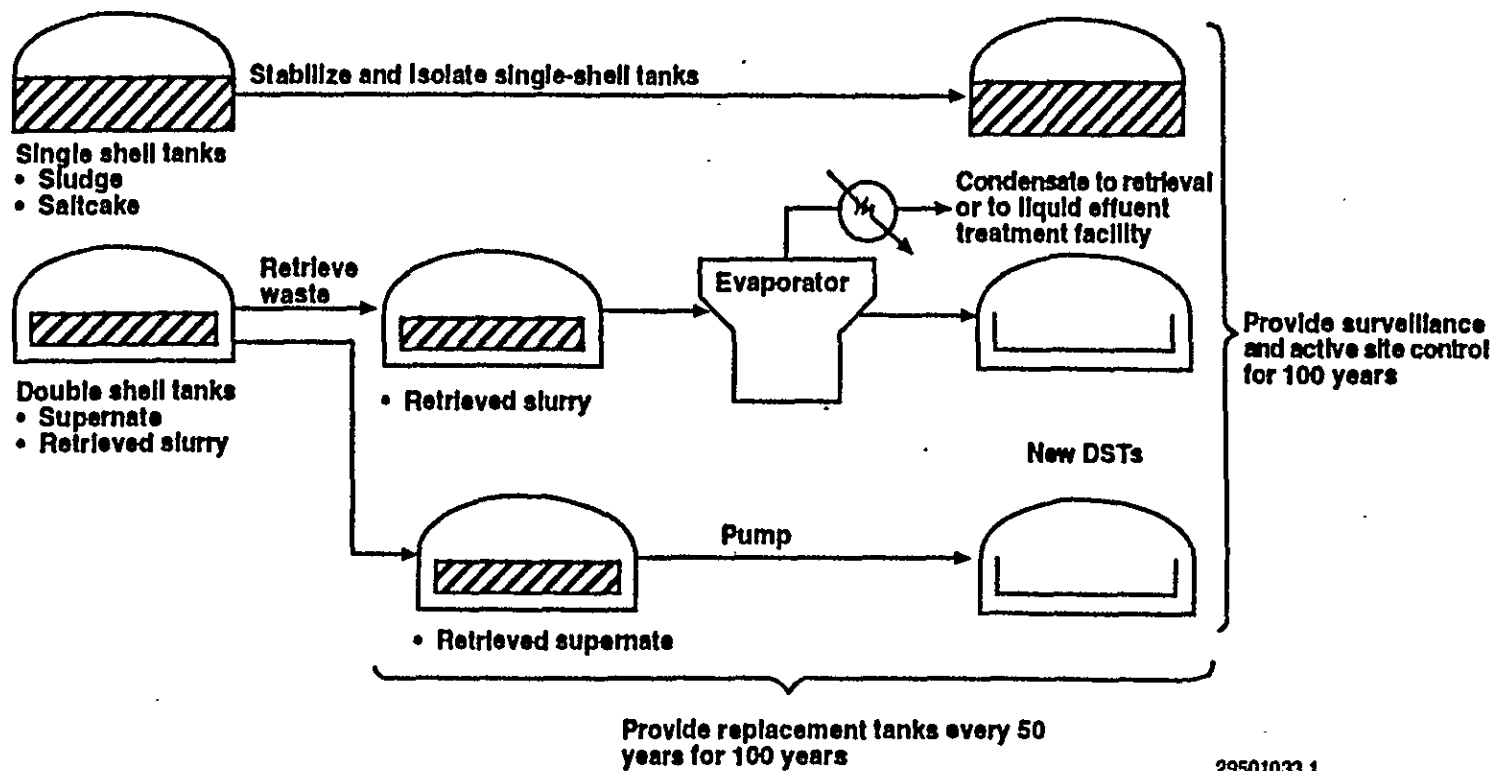 Stabilize and isolate single-shell tanks
Single shell tanks
• Sludge
• Saltcake
Condensate to retrieval
or to liquid effuent
treatment facility
Retrieve
waste
Evaporator
Provide surveillance
and active site control
for 100 years
Double shell tanks
• Supernate
• Retrieved slurry
• Retrieved slurry
New DSTs
Pump
• Retrieved supernate
Provide replacement tanks every 50
years for 100 years
29501033.1